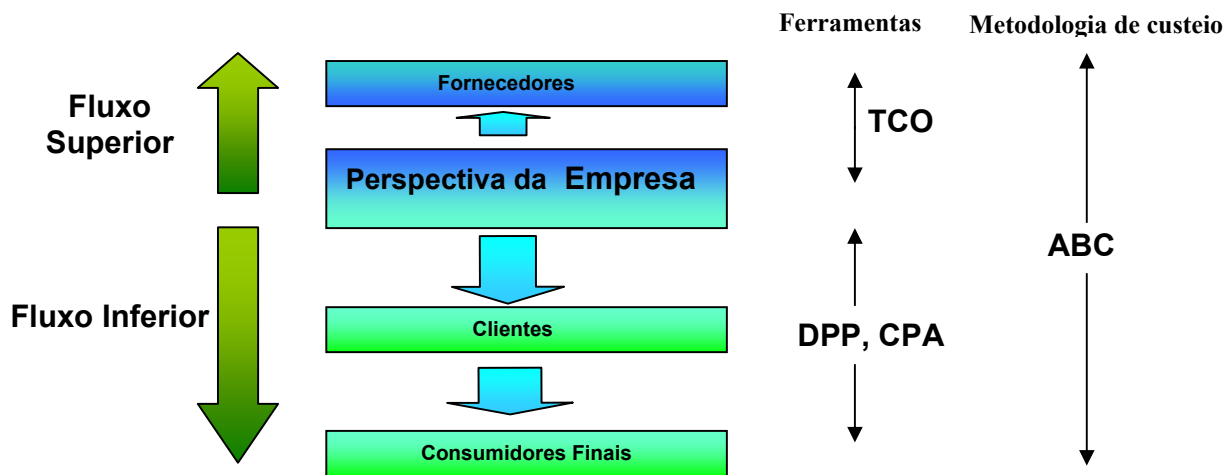 Ferramentas
Metodologia de custeio
Fluxo
Superior
Fornecedores
TCO
Perspectiva da Empresa
ABC
Fluxo Inferior
Clientes
DPP, CPA
Consumidores Finais